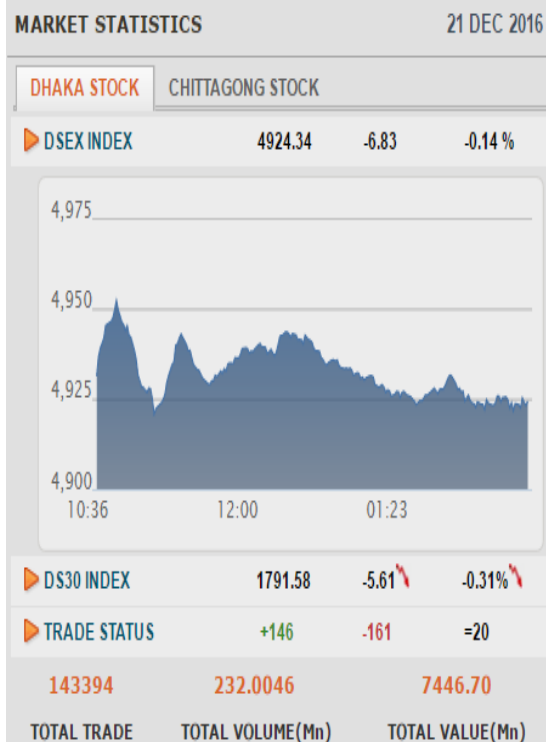 MARKET STATISTICS 21 DEC 2016
DHAKA STOCK CHITTAGONG STOCK
DSEX INDEX 4924.34 -6.83 -0.14 %
4,975
4,950
4,925
4,900
10:36 12:00 01:23
DS30 INDEX 1791.58 -5.61 -0.31%
TRADE STATUS +146 -161 =20
143394 232.0046 7446.70
TOTAL TRADE TOTAL VOLUME(Mn) TOTAL VALUE(Mn)